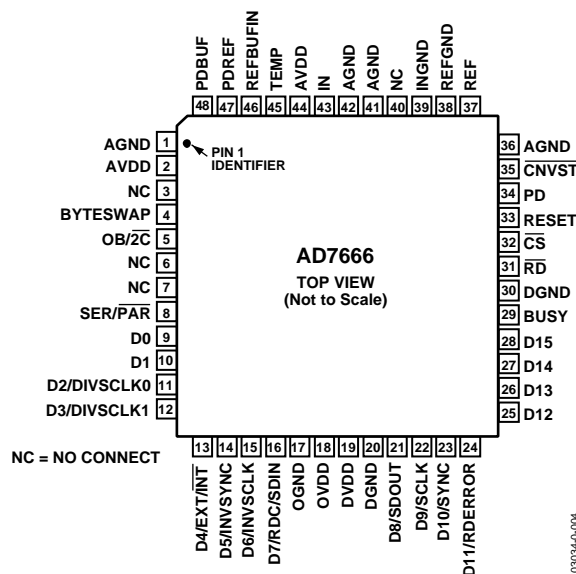 PDBUF
PDREF
REFBUFIN
TEMP
AVDD
IN
AGND
AGND
NC
INGND
REFGND
REF
48 47 46 45 44 43 42 41 40 39 38 37
AGND 1
AVDD 2
NC 3
BYTESWAP 4
OB/2C 5
NC 6
NC 7
SER/PAR 8
D0 9
D1 10
D2/DIVSCLK0 11
D3/DIVSCLK1 12
PIN 1
IDENTIFIER
AD7666
TOP VIEW
(Not to Scale)
36 AGND
35 CNVST
34 PD
33 RESET
32 CS
31 RD
30 DGND
29 BUSY
28 D15
27 D14
26 D13
25 D12
13 14 15 16 17 18 19 20 21 22 23 24
D4/EXT/INT
D5/INVSYNC
D6/INVSCLK
D7/RDC/SDIN
OGND
OVDD
DVDD
DGND
D8/SDOUT
D9/SCLK
D10/SYNC
D11/RDERROR
NC = NO CONNECT
03034-0-004